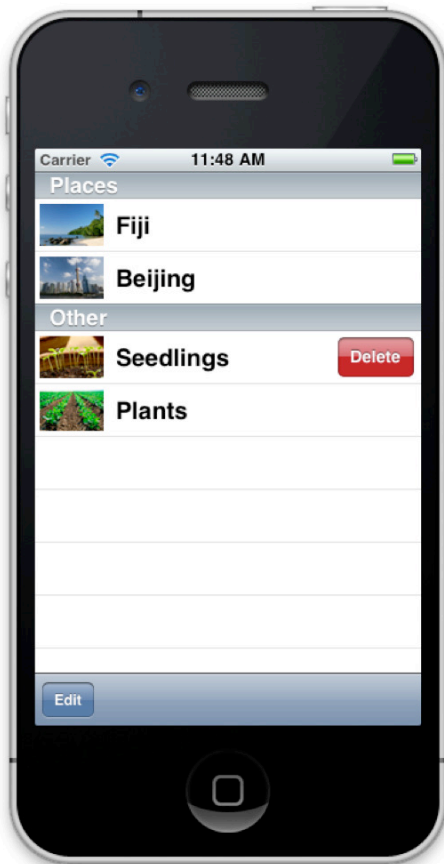 Carrier 11:48 AM
Places
Fiji
Beijing
Other
Seedlings Delete
Plants
Edit